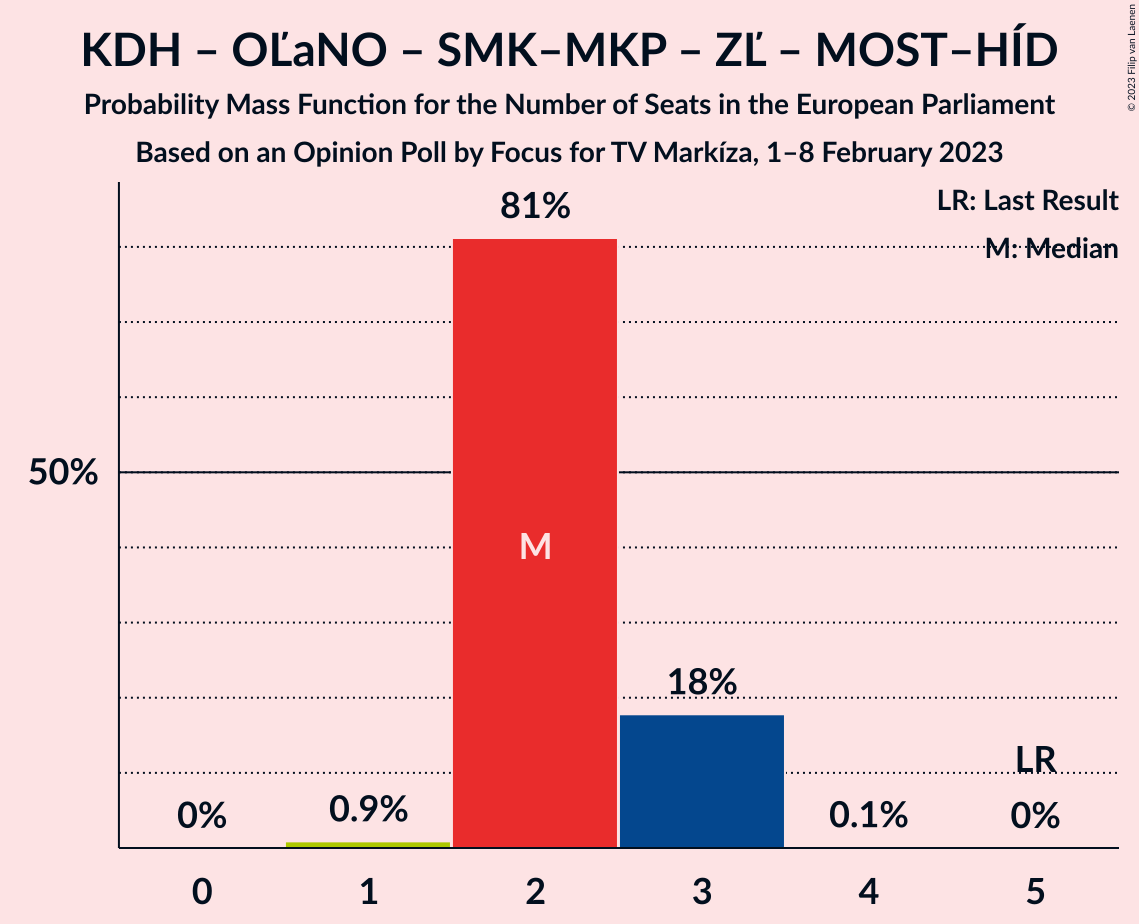 KDH – OĽaNO – SMK–MKP – ZĽ – MOST–HÍD
Probability Mass Function for the Number of Seats in the European Parliament
Based on an Opinion Poll by Focus for TV Markíza, 1–8 February 2023
© 2023 Filip van Laenen
LR: Last Result
M: Median
81%
50%
M
18%
LR
0%
0.9%
0.1%
0%
0
1
2
3
4
5